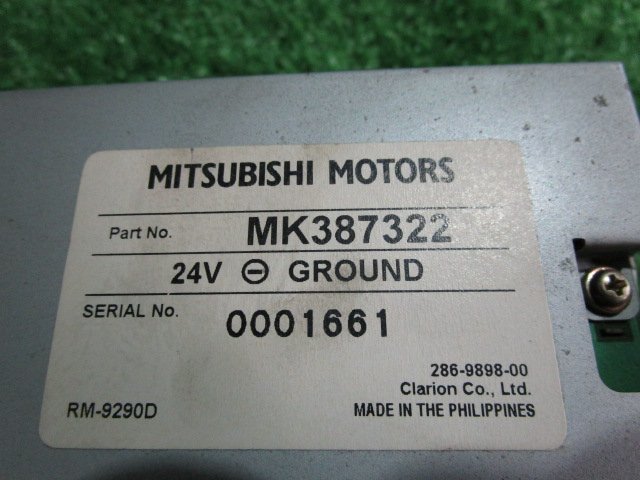 MITSUBISHI MOTORS
Part No. MK387322
24V ⊖ GROUND
SERIAL No. 0001661
286-9898-00
Clarion Co., Ltd.
RM-9290D MADE IN THE PHILIPPINES